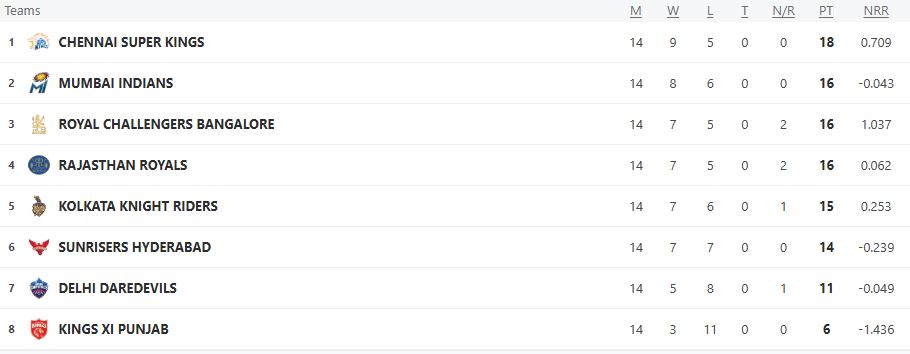 Teams M W L T N/R PT NRR
1 CHENNAI SUPER KINGS 14 9 5 0 0 18 0.709
2 MUMBAI INDIANS 14 8 6 0 0 16 -0.043
3 ROYAL CHALLENGERS BANGALORE 14 7 5 0 2 16 1.037
4 RAJASTHAN ROYALS 14 7 5 0 2 16 0.062
5 KOLKATA KNIGHT RIDERS 14 7 6 0 1 15 0.253
6 SUNRISERS HYDERABAD 14 7 7 0 0 14 -0.239
7 DELHI DAREDEVILS 14 5 8 0 1 11 -0.049
8 KINGS XI PUNJAB 14 3 11 0 0 6 -1.436